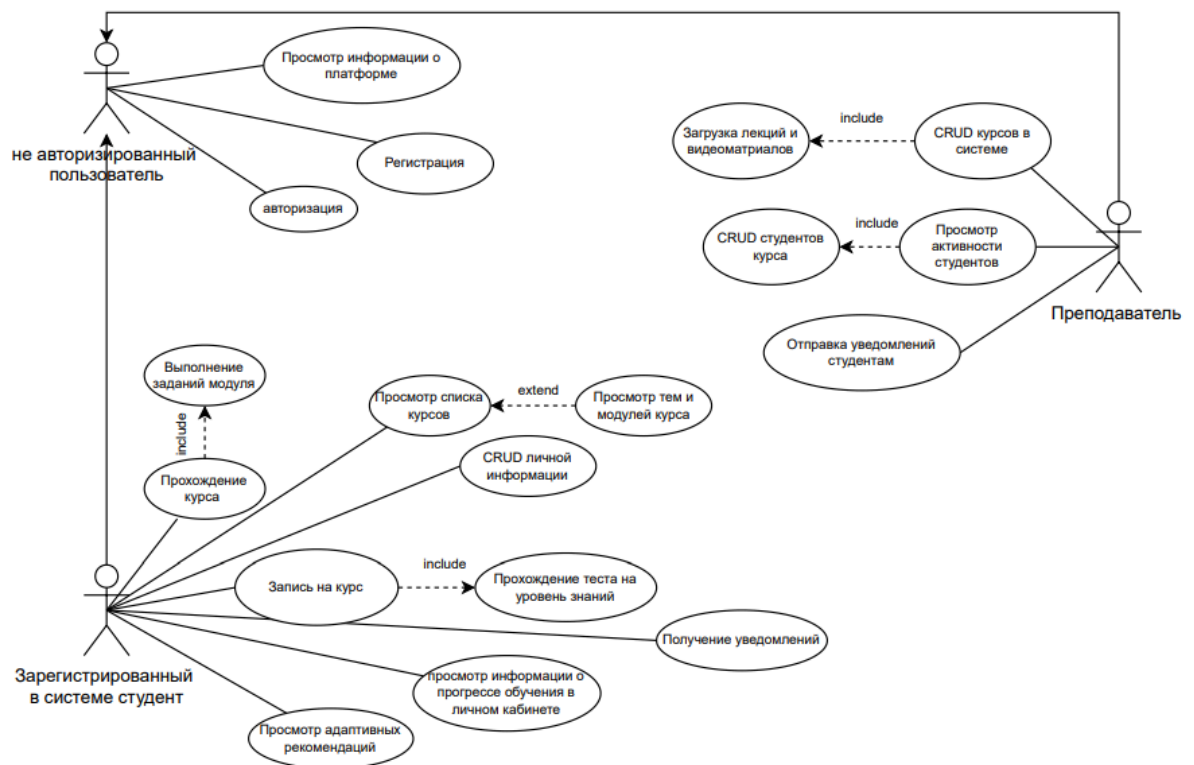 Просмотр информации о
платформе
не авторизированный
пользователь
Регистрация
авторизация
Загрузка лекций и
видеоматриалов
include
CRUD курсов в
системе
CRUD студентов
курса
include
Просмотр
активности
студентов
Преподаватель
Отправка уведомлений
студентам
Выполнение
заданий модуля
include
Прохождение
курса
Просмотр списка
курсов
extend
Просмотр тем и
модулей курса
CRUD личной
информации
Запись на курс
include
Прохождение теста на
уровень знаний
Получение уведомлений
Зарегистрированный
в системе студент
просмотр информации о
прогрессе обучения в
личном кабинете
Просмотр адаптивных
рекомендаций